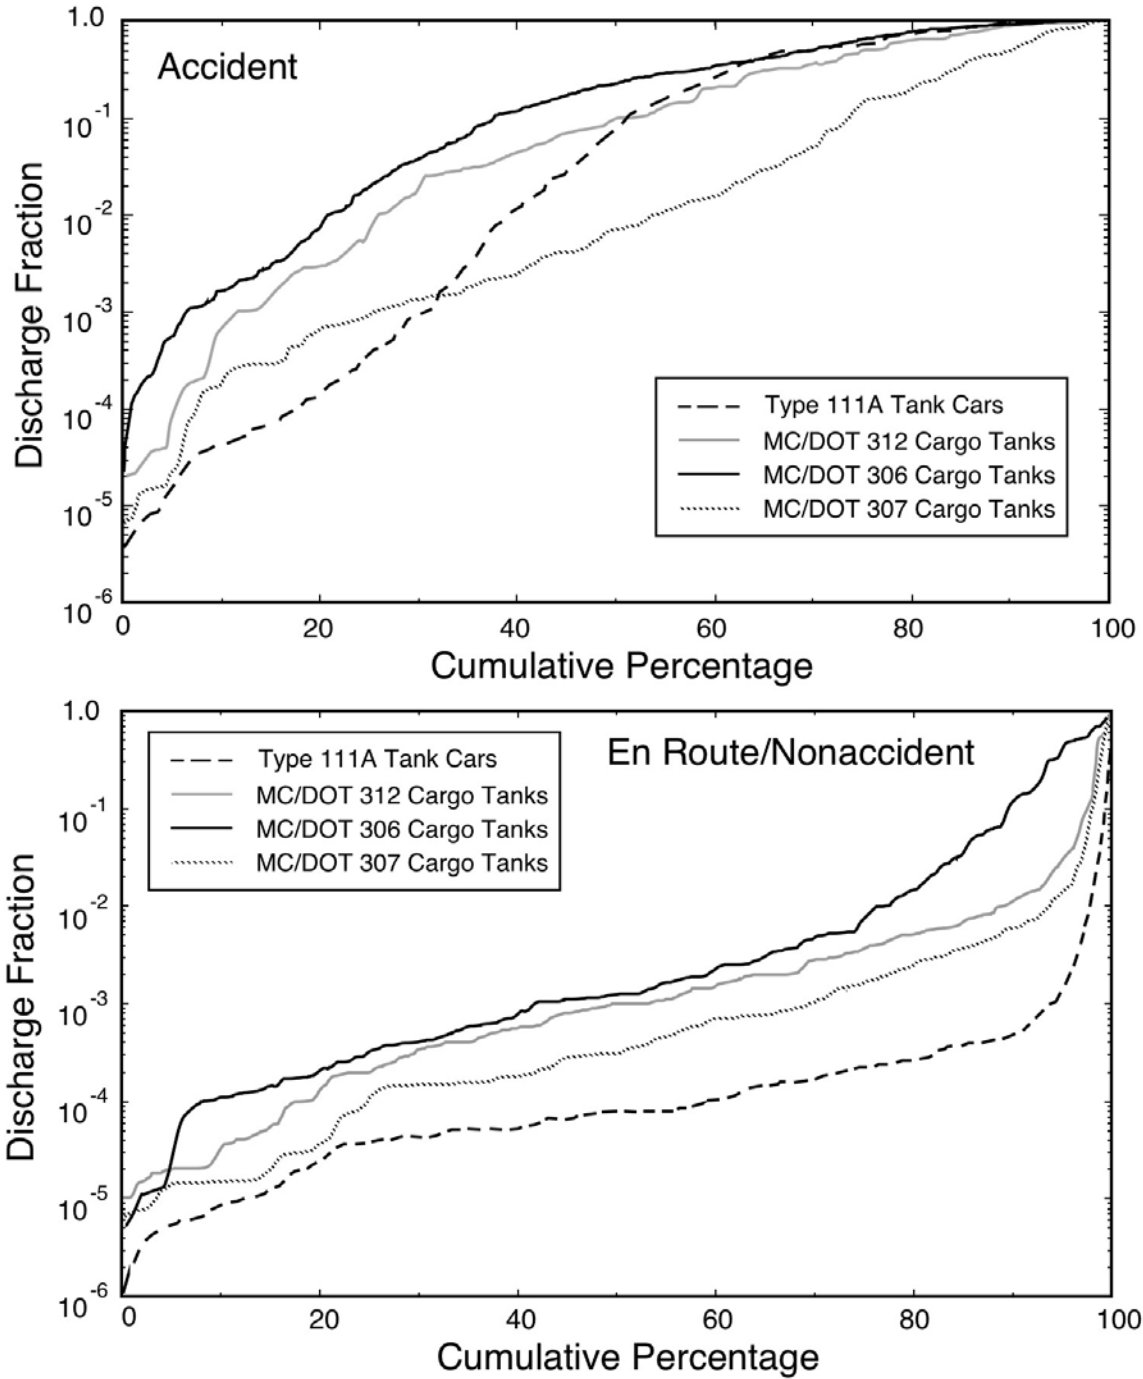 Accident
1.0
10-1
10-2
10-3
10-4
10-5
10-6
Discharge Fraction
Type 111A Tank Cars
MC/DOT 312 Cargo Tanks
MC/DOT 306 Cargo Tanks
MC/DOT 307 Cargo Tanks
0 20 40 60 80 100
Cumulative Percentage
En Route/Nonaccident
1.0
10-1
10-2
10-3
10-4
10-5
10-6
Discharge Fraction
Type 111A Tank Cars
MC/DOT 312 Cargo Tanks
MC/DOT 306 Cargo Tanks
MC/DOT 307 Cargo Tanks
0 20 40 60 80 100
Cumulative Percentage